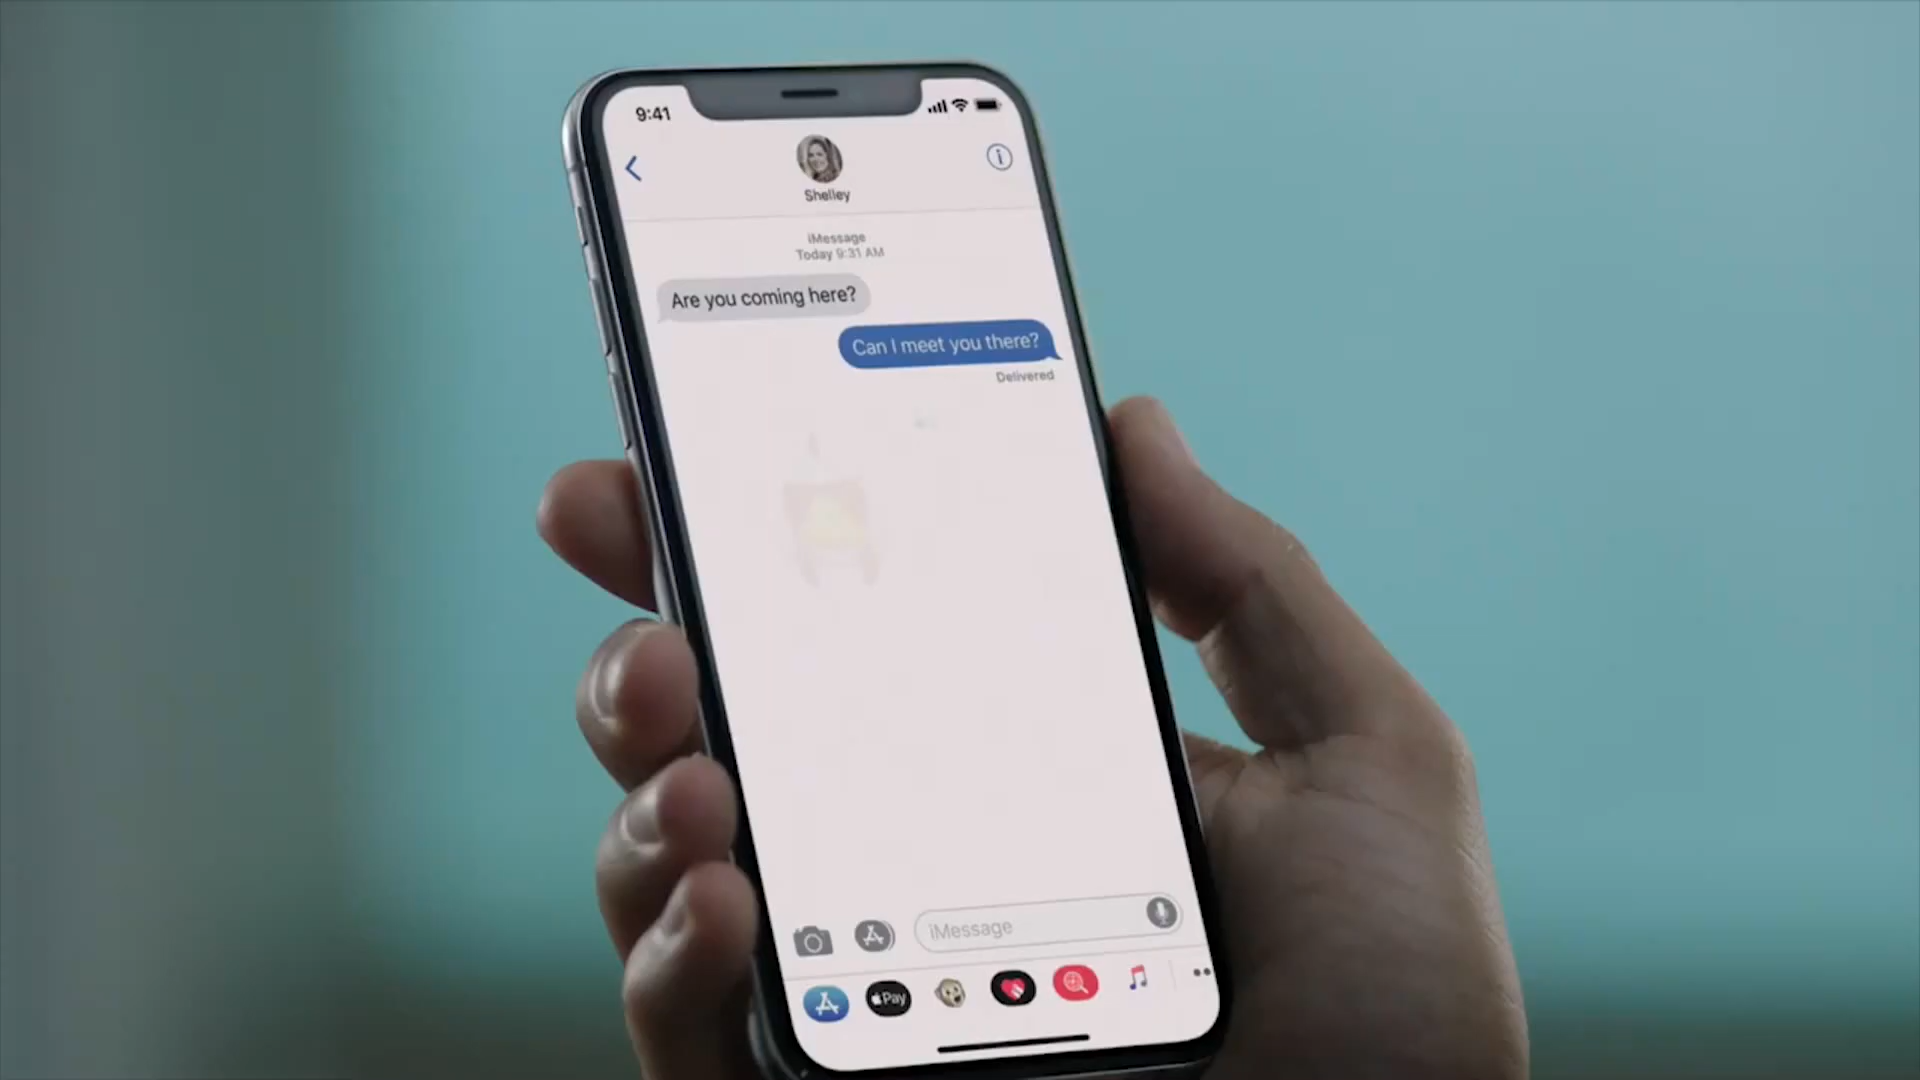 9:41
Shelley
iMessage
Today 9:31 AM
Are you coming here?
Can I meet you there?
Delivered
iMessage
Pay